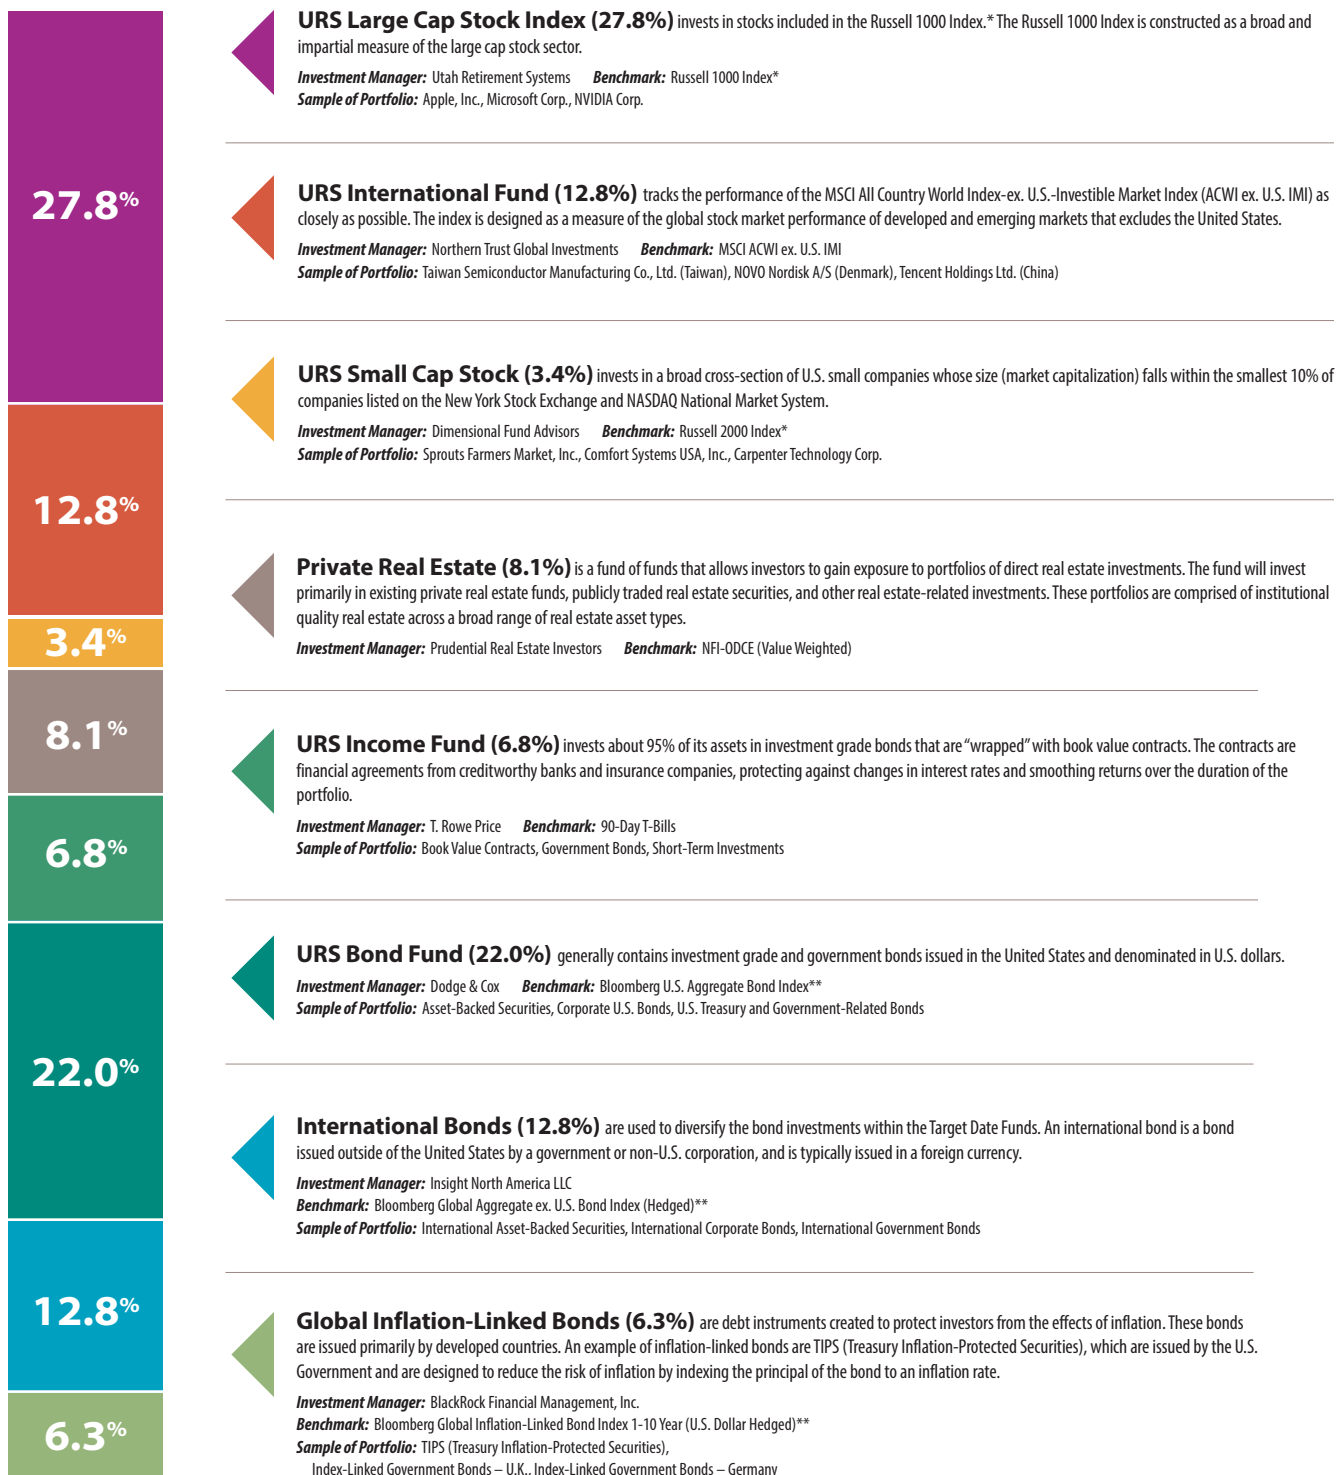 27.8%
12.8%
3.4%
8.1%
6.8%
22.0%
12.8%
6.3%
URS Large Cap Stock Index (27.8%) invests in stocks included in the Russell 1000 Index.* The Russell 1000 Index is constructed as a broad and
impartial measure of the large cap stock sector.
Investment Manager: Utah Retirement Systems Benchmark: Russell 1000 Index*
Sample of Portfolio: Apple, Inc., Microsoft Corp., NVIDIA Corp.
URS International Fund (12.8%) tracks the performance of the MSCI All Country World Index-ex. U.S.-Investible Market Index (ACWI ex. U.S. IMI) as
closely as possible. The index is designed as a measure of the global stock market performance of developed and emerging markets that excludes the United States.
Investment Manager: Northern Trust Global Investments Benchmark: MSCI ACWI ex. U.S. IMI
Sample of Portfolio: Taiwan Semiconductor Manufacturing Co., Ltd. (Taiwan), NOVO Nordisk A/S (Denmark), Tencent Holdings Ltd. (China)
URS Small Cap Stock (3.4%) invests in a broad cross-section of U.S. small companies whose size (market capitalization) falls within the smallest 10% of
companies listed on the New York Stock Exchange and NASDAQ National Market System.
Investment Manager: Dimensional Fund Advisors Benchmark: Russell 2000 Index*
Sample of Portfolio: Sprouts Farmers Market, Inc., Comfort Systems USA, Inc., Carpenter Technology Corp.
Private Real Estate (8.1%) is a fund of funds that allows investors to gain exposure to portfolios of direct real estate investments. The fund will invest
primarily in existing private real estate funds, publicly traded real estate securities, and other real estate-related investments. These portfolios are comprised of institutional
quality real estate across a broad range of real estate asset types.
Investment Manager: Prudential Real Estate Investors Benchmark: NFI-ODCE (Value Weighted)
URS Income Fund (6.8%) invests about 95% of its assets in investment grade bonds that are “wrapped” with book value contracts. The contracts are
financial agreements from creditworthy banks and insurance companies, protecting against changes in interest rates and smoothing returns over the duration of the
portfolio.
Investment Manager: T. Rowe Price Benchmark: 90-Day T-Bills
Sample of Portfolio: Book Value Contracts, Government Bonds, Short-Term Investments
URS Bond Fund (22.0%) generally contains investment grade and government bonds issued in the United States and denominated in U.S. dollars.
Investment Manager: Dodge & Cox Benchmark: Bloomberg U.S. Aggregate Bond Index**
Sample of Portfolio: Asset-Backed Securities, Corporate U.S. Bonds, U.S. Treasury and Government-Related Bonds
International Bonds (12.8%) are used to diversify the bond investments within the Target Date Funds. An international bond is a bond
issued outside of the United States by a government or non-U.S. corporation, and is typically issued in a foreign currency.
Investment Manager: Insight North America LLC
Benchmark: Bloomberg Global Aggregate ex. U.S. Bond Index (Hedged)**
Sample of Portfolio: International Asset-Backed Securities, International Corporate Bonds, International Government Bonds
Global Inflation-Linked Bonds (6.3%) are debt instruments created to protect investors from the effects of inflation. These bonds
are issued primarily by developed countries. An example of inflation-linked bonds are TIPS (Treasury Inflation-Protected Securities), which are issued by the U.S.
Government and are designed to reduce the risk of inflation by indexing the principal of the bond to an inflation rate.
Investment Manager: BlackRock Financial Management, Inc.
Benchmark: Bloomberg Global Inflation-Linked Bond Index 1-10 Year (U.S. Dollar Hedged)**
Sample of Portfolio: TIPS (Treasury Inflation-Protected Securities),
Index-Linked Government Bonds – U.K., Index-Linked Government Bonds – Germany